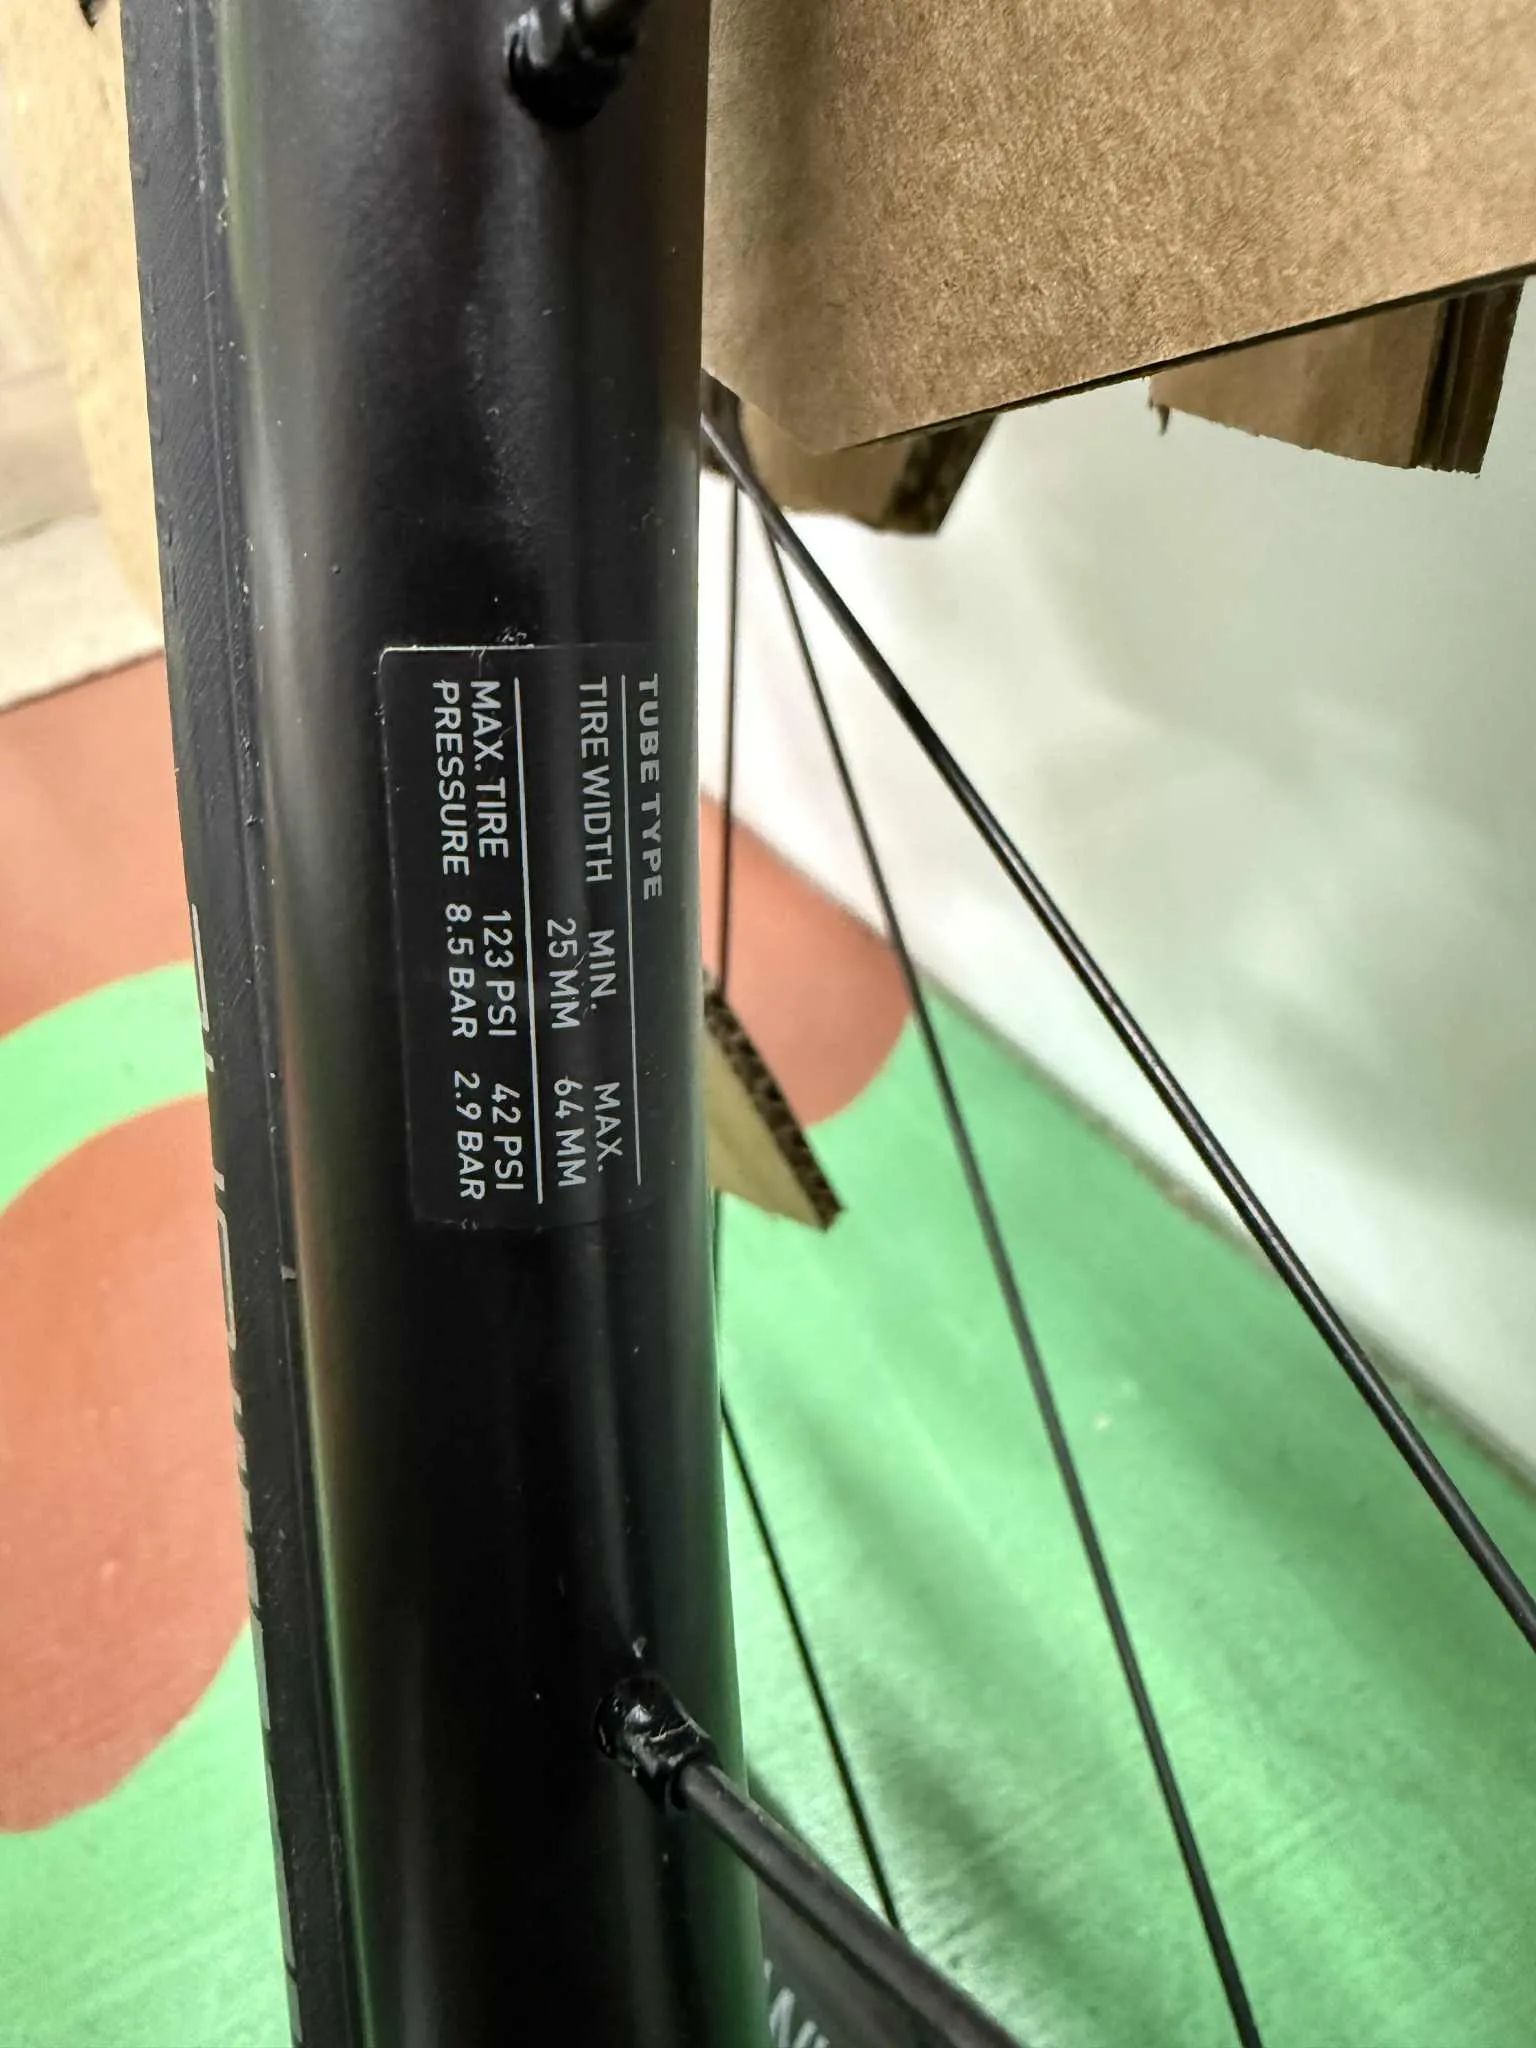 TUBE TYPE
TIRE WIDTH MIN. MAX.
25 MM 64 MM
MAX. TIRE 123 PSI 42 PSI
PRESSURE 8.5 BAR 2.9 BAR